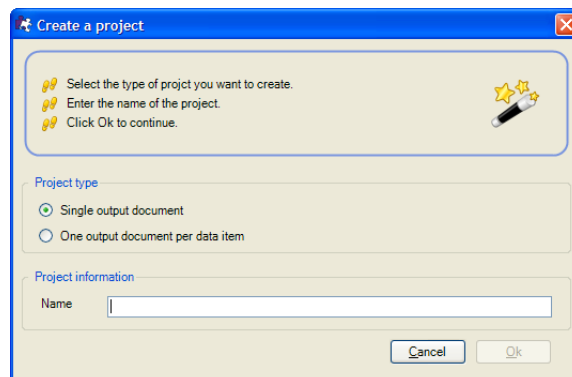 Create a project
Select the type of projct you want to create.
Enter the name of the project.
Click Ok to continue.
Project type
Single output document
One output document per data item
Project information
Name
Cancel
Ok